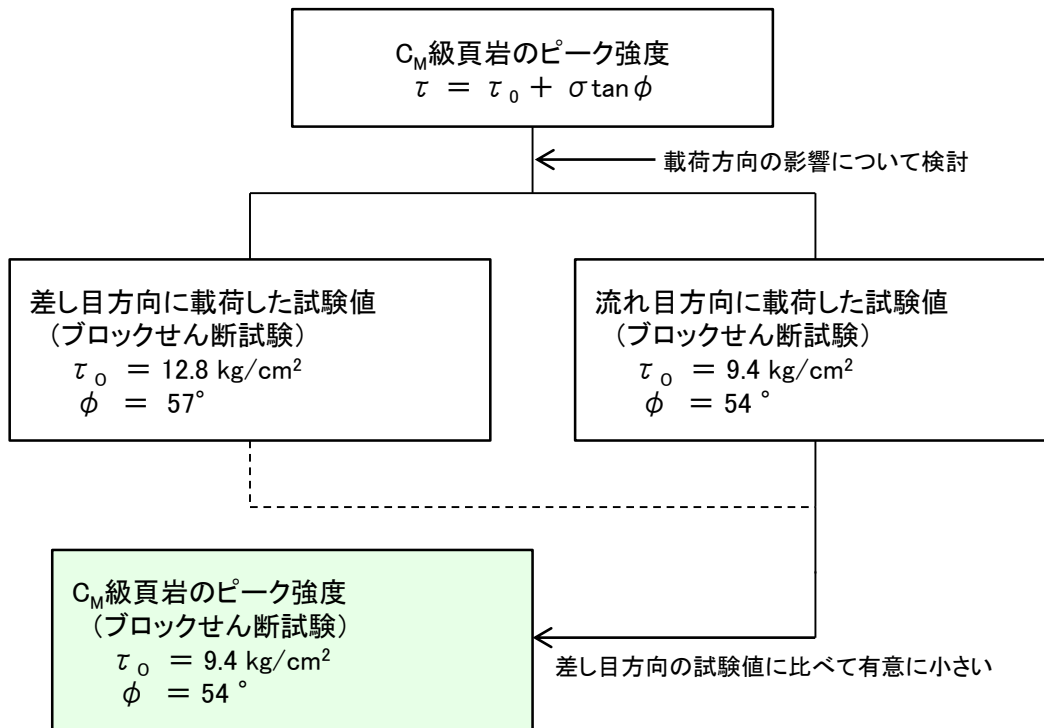 CM級頁岩のピーク強度
τ = τ0 + σtanφ
載荷方向の影響について検討
差し目方向に載荷した試験値
（ブロックせん断試験）
τ0 = 12.8 kg/cm2
φ = 57°
流れ目方向に載荷した試験値
（ブロックせん断試験）
τ0 = 9.4 kg/cm2
φ = 54 °
CM級頁岩のピーク強度
（ブロックせん断試験）
τ0 = 9.4 kg/cm2
φ = 54 °
差し目方向の試験値に比べて有意に小さい